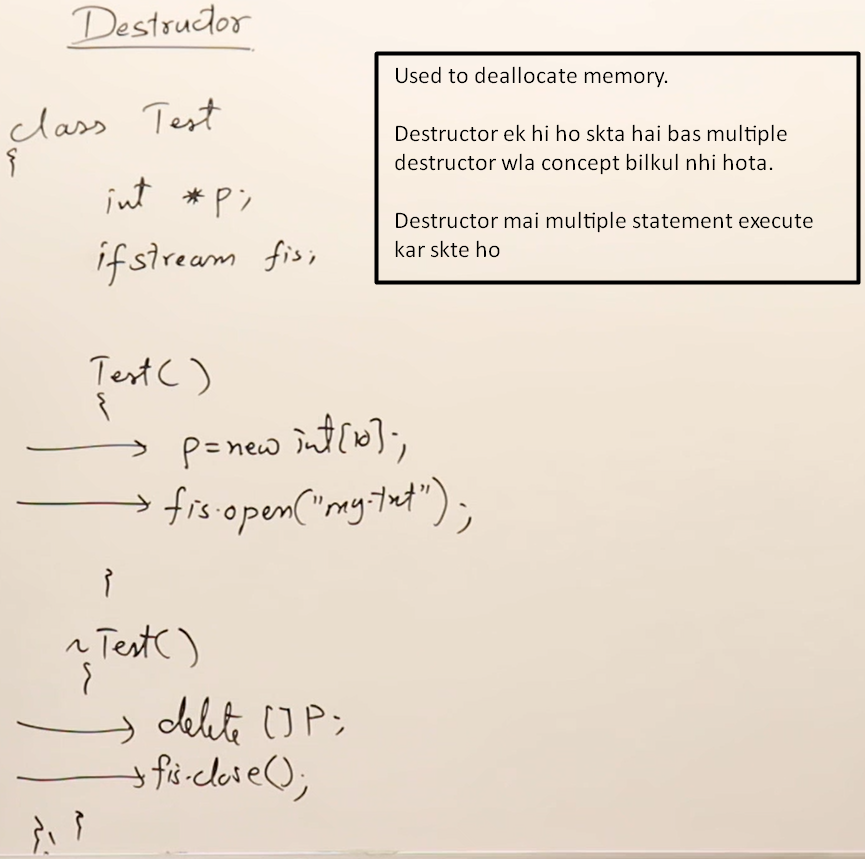 Destructor
Used to deallocate memory.
Destructor ek hi ho skta hai bas multiple
destructor wla concept bilkul nhi hota.
Destructor mai multiple statement execute
kar skte ho
class Test
{
int *p;
ifstream fis;
Test()
{
p=new int[10];
fis.open("my.txt");
}
~Test()
{
delete []p;
fis.close();
}
};